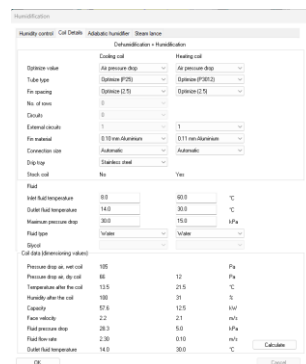 Humidification
Humidity control Coil Details Adiabatic humidifier Steam lance
Dehumidification + Humidification
Cooling coil Heating coil
Optimize value Air pressure drop Air pressure drop
Tube type Optimize (P25) Optimize (P3012)
Fin spacing Optimize (2.5) Optimize (2.5)
No. of rows 0
Circuits 0
External circuits 1 1
Fin material 0.10 mm Aluminium 0.11 mm Aluminium
Connection size Automatic Automatic
Drip tray Stainless steel
Stock coil No Yes
Fluid
Inlet fluid temperature 8.0 60.0 °C
Outlet fluid temperature 14.0 30.0 °C
Maximum pressure drop 30.0 15.0 kPa
Fluid type Water Water
Glycol
Coil data (dimensioning values)
Pressure drop air, wet coil 105 Pa
Pressure drop air, dry coil 66 12 Pa
Temperature after the coil 13.5 21.5 °C
Humidity after the coil 100 31 %
Capacity 57.6 12.5 kW
Face velocity 2.2 2.1 m/s
Fluid pressure drop 28.3 5.0 kPa
Fluid flow rate 2.30 0.10 m/s
Outlet fluid temperature 14.0 30.0 °C
Calculate
OK Cancel